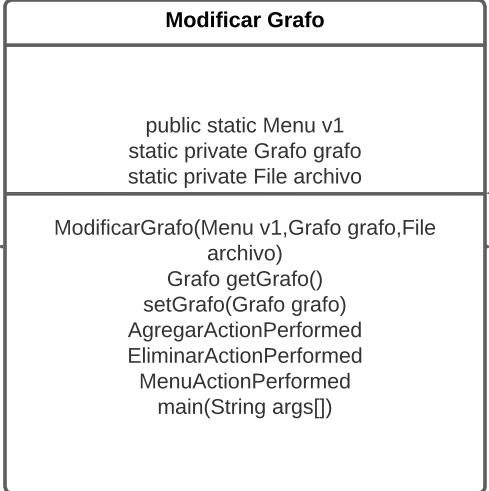 Modificar Grafo
public static Menu v1
static private Grafo grafo
static private File archivo
ModificarGrafo(Menu v1,Grafo grafo,File
archivo)
Grafo getGrafo()
setGrafo(Grafo grafo)
AgregarActionPerformed
EliminarActionPerformed
MenuActionPerformed
main(String args[])